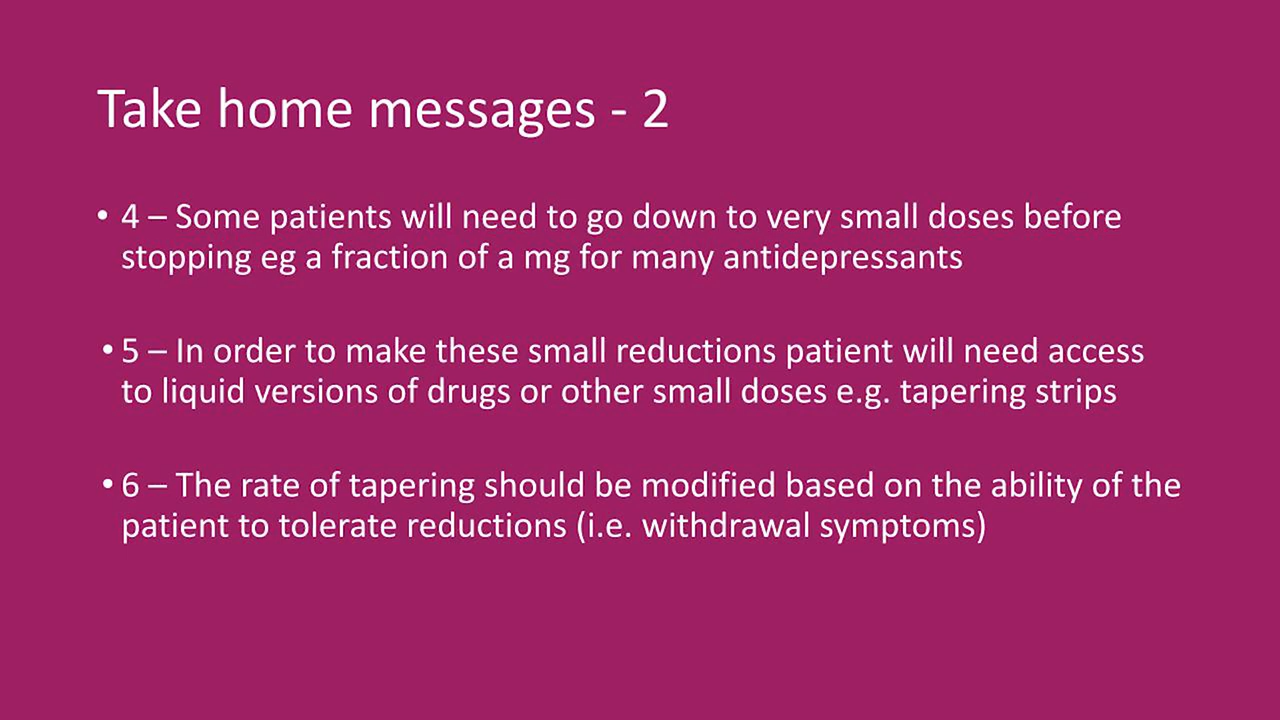 Take home messages - 2
• 4 – Some patients will need to go down to very small doses before
stopping eg a fraction of a mg for many antidepressants
• 5 – In order to make these small reductions patient will need access
to liquid versions of drugs or other small doses e.g. tapering strips
• 6 – The rate of tapering should be modified based on the ability of the
patient to tolerate reductions (i.e. withdrawal symptoms)